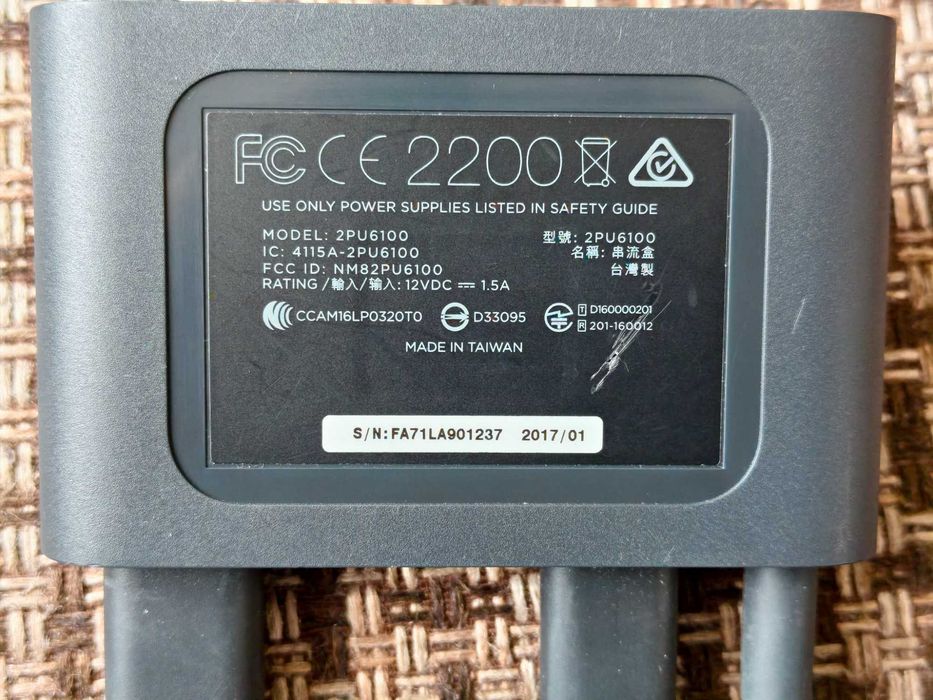 FC CE 2200
USE ONLY POWER SUPPLIES LISTED IN SAFETY GUIDE
MODEL: 2PU6100 型號: 2PU6100
IC: 4115A-2PU6100 名稱: 串流盒
FCC ID: NM82PU6100 台灣製
RATING /輸入/输入: 12VDC ⎓ 1.5A
CCAM16LP0320T0 D33095 T D160000201
R 201-160012
MADE IN TAIWAN
S/N:FA71LA901237 2017/01